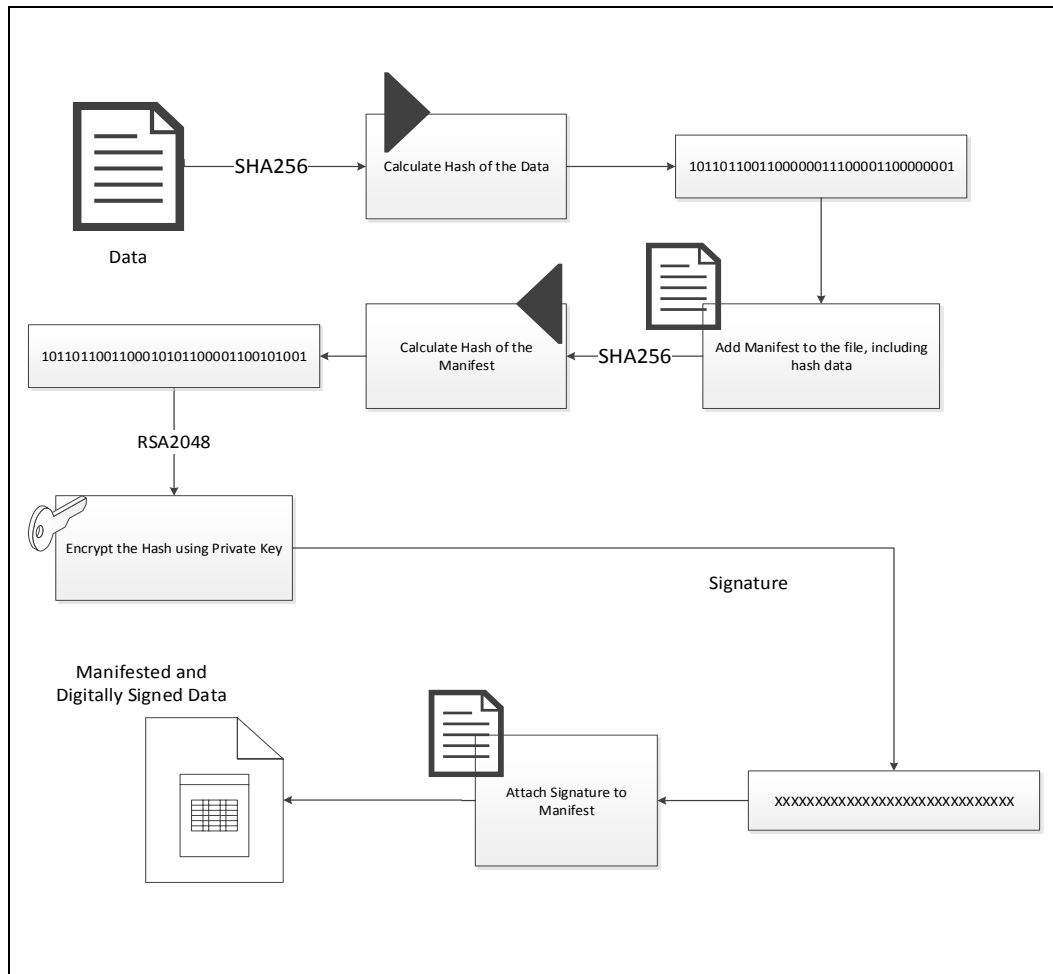 SHA256
Calculate Hash of the Data
1011011001100000011100001100000001
Data
10110110011000101011000011001​01001
Calculate Hash of the
Manifest
SHA256
Add Manifest to the file, including
hash data
RSA2048
Encrypt the Hash using Private Key
Signature
Manifested and
Digitally Signed Data
Attach Signature to
Manifest
XXXXXXXXXXXXXXXXXXXXXXXXXXXXXX